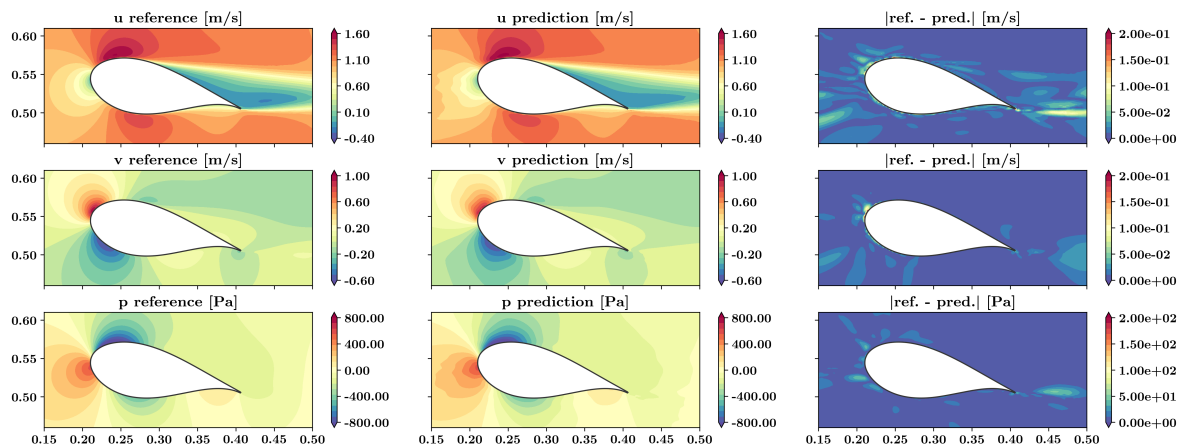 u reference [m/s] u prediction [m/s] |ref. - pred.| [m/s]
0.60 1.60 1.60 2.00e-01
0.55 1.10 1.10 1.50e-01
0.60 0.60 1.00e-01
0.50 0.10 0.10 5.00e-02
-0.40 -0.40 0.00e+00
v reference [m/s] v prediction [m/s] |ref. - pred.| [m/s]
0.60 1.00 1.00 2.00e-01
0.55 0.60 0.60 1.50e-01
0.20 0.20 1.00e-01
0.50 -0.20 -0.20 5.00e-02
-0.60 -0.60 0.00e+00
p reference [Pa] p prediction [Pa] |ref. - pred.| [Pa]
0.60 800.00 800.00 2.00e+02
0.55 400.00 400.00 1.50e+02
0.00 0.00 1.00e+02
0.50 -400.00 -400.00 5.00e+01
-800.00 -800.00 0.00e+00
0.15 0.20 0.25 0.30 0.35 0.40 0.45 0.50 0.15 0.20 0.25 0.30 0.35 0.40 0.45 0.50 0.15 0.20 0.25 0.30 0.35 0.40 0.45 0.50